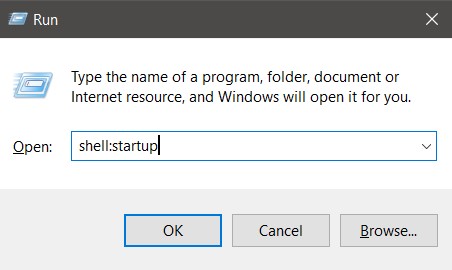 Run
Type the name of a program, folder, document or
Internet resource, and Windows will open it for you.
Open: shell:startup
OK Cancel Browse...